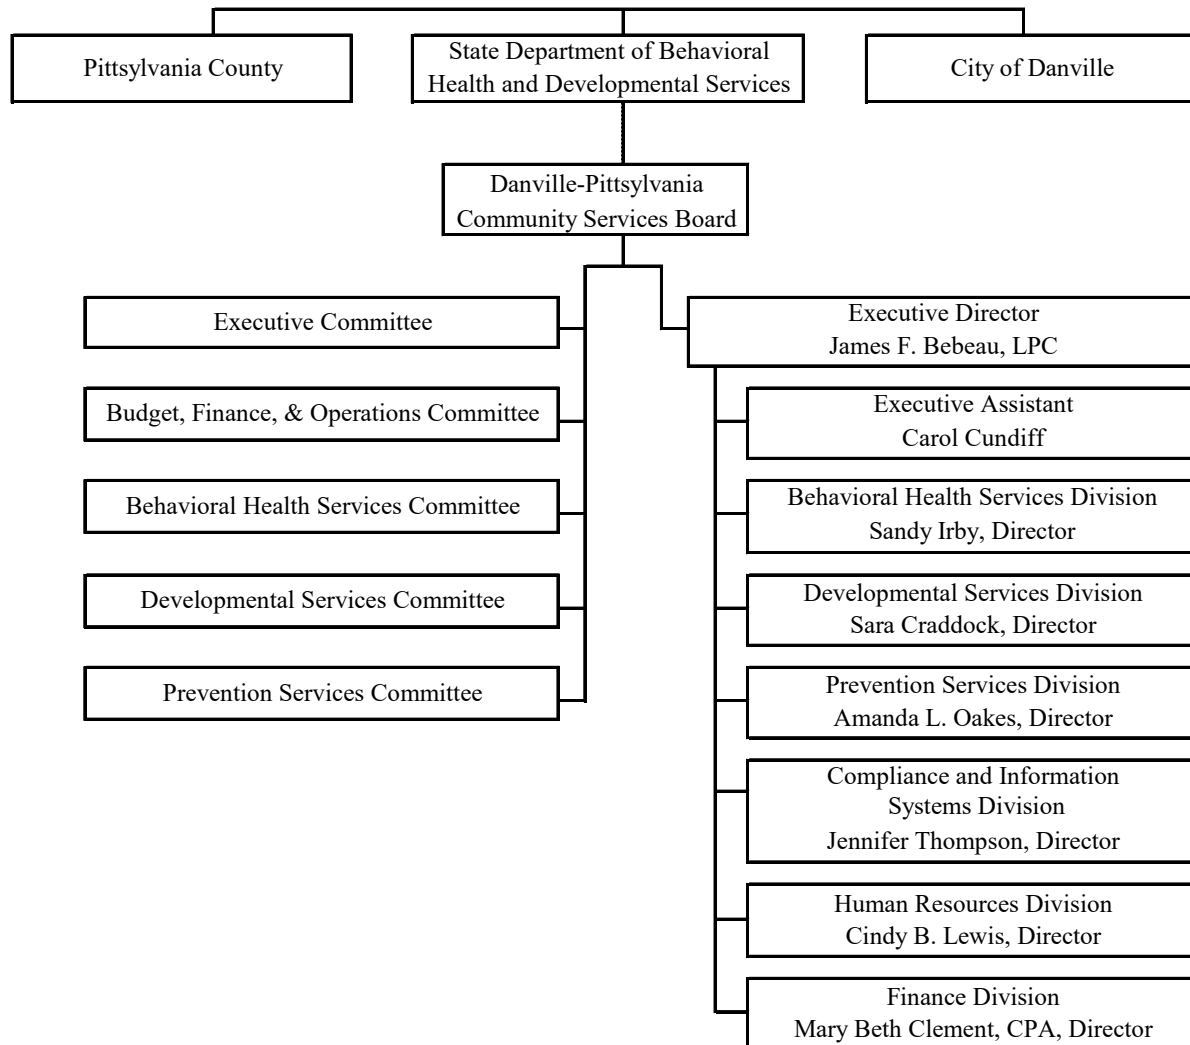 Pittsylvania County
State Department of Behavioral
Health and Developmental Services
City of Danville
Danville-Pittsylvania
Community Services Board
Executive Committee
Budget, Finance, & Operations Committee
Behavioral Health Services Committee
Developmental Services Committee
Prevention Services Committee
Executive Director
James F. Bebeau, LPC
Executive Assistant
Carol Cundiff
Behavioral Health Services Division
Sandy Irby, Director
Developmental Services Division
Sara Craddock, Director
Prevention Services Division
Amanda L. Oakes, Director
Compliance and Information
Systems Division
Jennifer Thompson, Director
Human Resources Division
Cindy B. Lewis, Director
Finance Division
Mary Beth Clement, CPA, Director